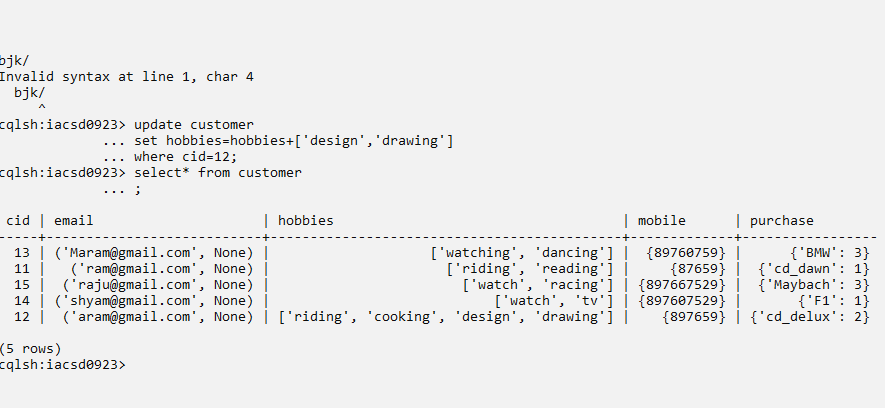 bjk/
Invalid syntax at line 1, char 4
  bjk/
     ^
cqlsh:iacsd0923> update customer
             ... set hobbies=hobbies+['design','drawing']
             ... where cid=12;
cqlsh:iacsd0923> select* from customer
             ... ;

 cid | email                     | hobbies                                    | mobile      | purchase
-----+---------------------------+--------------------------------------------+-------------+-----------------
  13 | ('Maram@gmail.com', None) |                    ['watching', 'dancing'] |  {89760759} |      {'BMW': 3}
  11 |   ('ram@gmail.com', None) |                      ['riding', 'reading'] |     {87659} | {'cd_dawn': 1}
  15 |  ('raju@gmail.com', None) |                        ['watch', 'racing'] | {897667529} |  {'Maybach': 3}
  14 | ('shyam@gmail.com', None) |                            ['watch', 'tv'] | {897607529} |       {'F1': 1}
  12 |  ('aram@gmail.com', None) | ['riding', 'cooking', 'design', 'drawing'] |    {897659} | {'cd_delux': 2}

(5 rows)
cqlsh:iacsd0923>